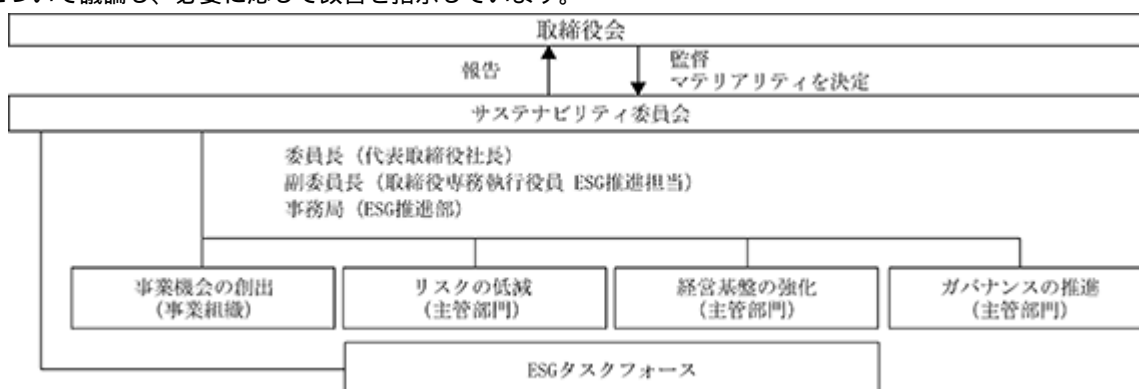 について議論し、必要に応じて改善を指示しています。
取締役会
報告
監督
マテリアリティを決定
サステナビリティ委員会
委員長（代表取締役社長）
副委員長（取締役専務執行役員 ESG推進担当）
事務局（ESG推進部）
事業機会の創出
（事業組織）
リスクの低減
（主管部門）
経営基盤の強化
（主管部門）
ガバナンスの推進
（主管部門）
ESGタスクフォース